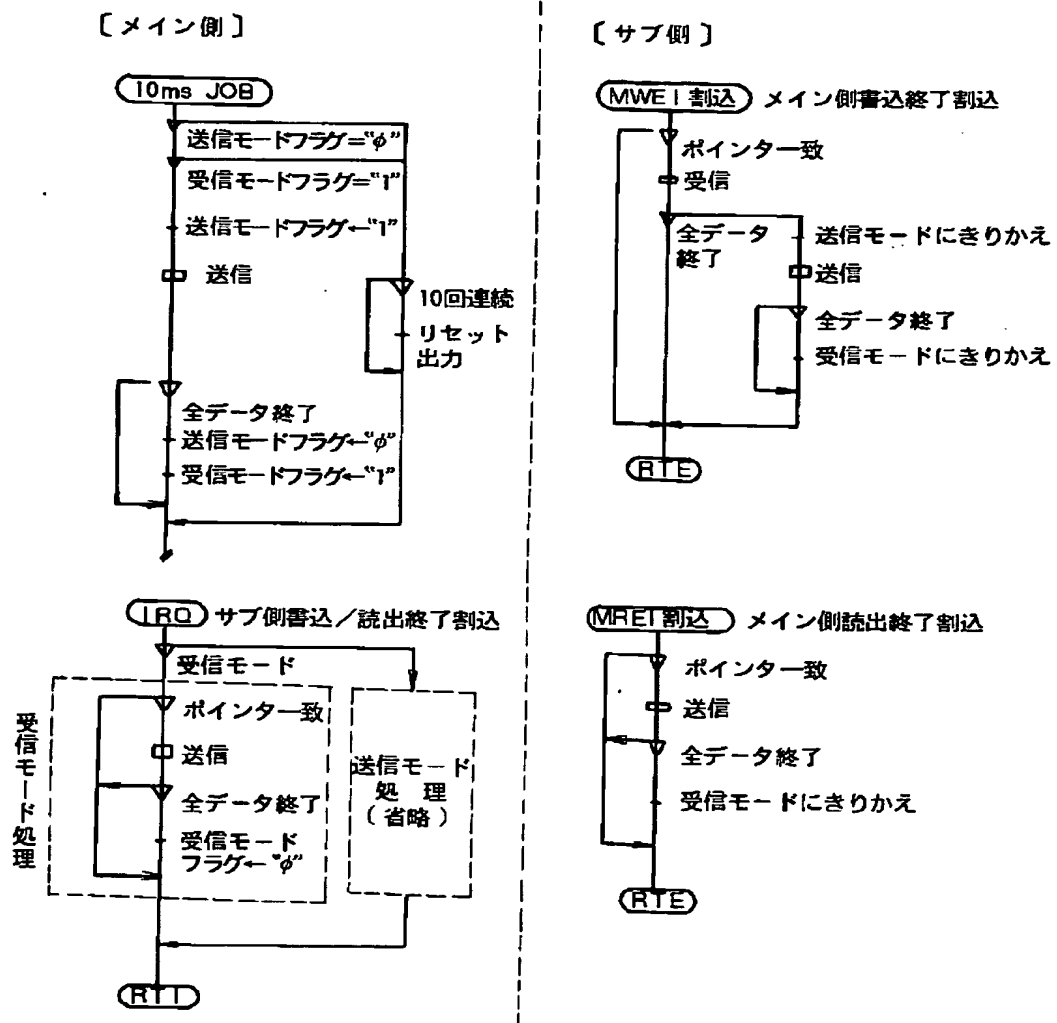 〔メイン側〕
10ms JOB
送信モードフラグ="φ"
受信モードフラグ="1"
送信モードフラグ←"1"
送信
10回連続
リセット
出力
全データ終了
送信モードフラグ←"φ"
受信モードフラグ←"1"
IRQ サブ側書込/読出終了割込
受信モード
受信モード処理
ポインター致
送信
全データ終了
受信モード
フラグ←"φ"
送信モード
処理
(省略)
RTI
〔サブ側〕
MWEI割込 メイン側書込終了割込
ポインター致
受信
全データ
終了
送信モードにきりかえ
送信
全データ終了
受信モードにきりかえ
RTE
MREI割込 メイン側読出終了割込
ポインター致
送信
全データ終了
受信モードにきりかえ
RTE